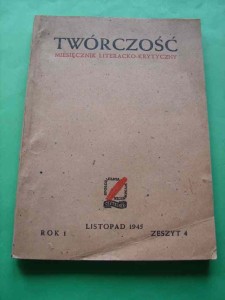 TWÓRCZOŚĆ
MIESIĘCZNIK LITERACKO-KRYTYCZNY
LISTOPAD 1945
ROK I
ZESZYT 4